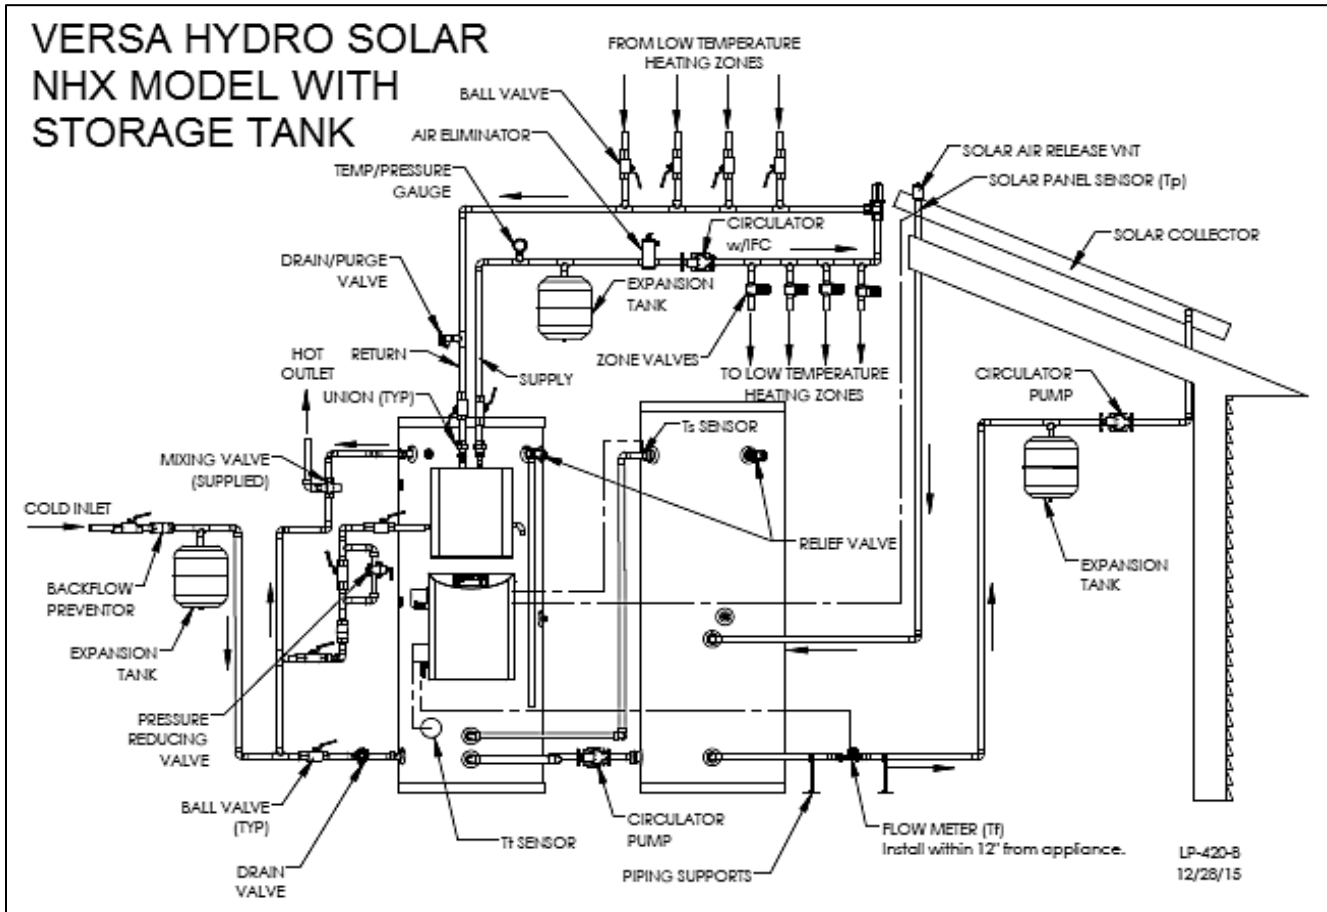 VERSA HYDRO SOLAR
NHX MODEL WITH
STORAGE TANK
FROM LOW TEMPERATURE
HEATING ZONES
BALL VALVE
AIR ELIMINATOR
TEMP/PRESSURE
GAUGE
SOLAR AIR RELEASE VNT
SOLAR PANEL SENSOR (Tp)
SOLAR COLLECTOR
CIRCULATOR
w/IFC
DRAIN/PURGE
VALVE
EXPANSION
TANK
HOT
OUTLET
RETURN
SUPPLY
ZONE VALVES
TO LOW TEMPERATURE
HEATING ZONES
CIRCULATOR
PUMP
UNION (TYP)
Ts SENSOR
MIXING VALVE
(SUPPLIED)
COLD INLET
RELIEF VALVE
BACKFLOW
PREVENTOR
EXPANSION
TANK
EXPANSION
TANK
PRESSURE
REDUCING
VALVE
BALL VALVE
(TYP)
DRAIN
VALVE
Tt SENSOR
CIRCULATOR
PUMP
PIPING SUPPORTS
FLOW METER (Tf)
Install within 12" from appliance.
LP-420-B
12/28/15